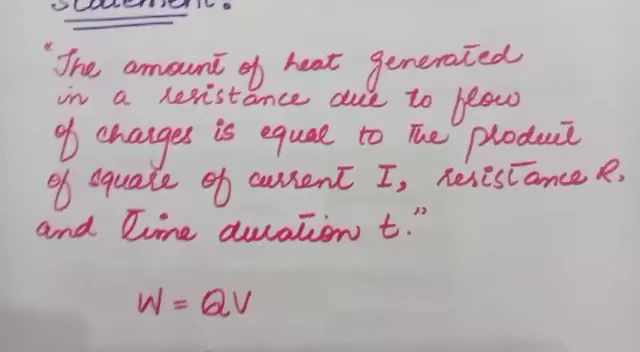 Statement:
"The amount of heat generated
in a resistance due to flow
of charges is equal to the product
of square of current I, resistance R,
and time duration t."
W = QV